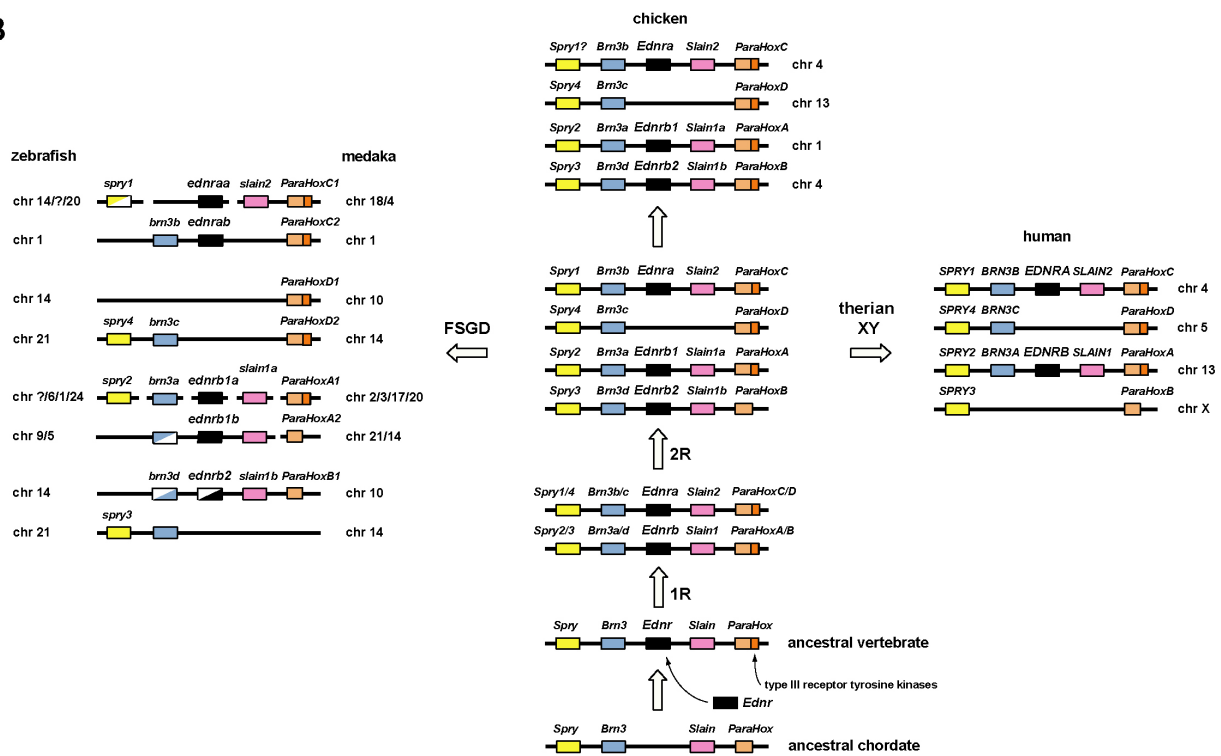 B
chicken
Spry1? Brn3b Ednra Slain2 ParaHoxC
chr 4
Spry4 Brn3c ParaHoxD
chr 13
Spry2 Brn3a Ednrb1 Slain1a ParaHoxA
chr 1
Spry3 Brn3d Ednrb2 Slain1b ParaHoxB
chr 4
zebrafish medaka
spry1 ednraa slain2 ParaHoxC1
chr 14/?/20 chr 18/4
brn3b ednrab ParaHoxC2
chr 1 chr 1
ParaHoxD1
chr 14 chr 10
spry4 brn3c ParaHoxD2
chr 21 chr 14
spry2 brn3a ednrb1a slain1a ParaHoxA1
chr ?/6/1/24 chr 2/3/17/20
ednrb1b ParaHoxA2
chr 9/5 chr 21/14
brn3d ednrb2 slain1b ParaHoxB1
chr 14 chr 10
spry3
chr 21 chr 14
FSGD
Spry1 Brn3b Ednra Slain2 ParaHoxC
Spry4 Brn3c ParaHoxD
Spry2 Brn3a Ednrb1 Slain1a ParaHoxA
Spry3 Brn3d Ednrb2 Slain1b ParaHoxB
therian
XY
human
SPRY1 BRN3B EDNRA SLAIN2 ParaHoxC
chr 4
SPRY4 BRN3C ParaHoxD
chr 5
SPRY2 BRN3A EDNRB SLAIN1 ParaHoxA
chr 13
SPRY3 ParaHoxB
chr X
2R
Spry1/4 Brn3b/c Ednra Slain2 ParaHoxC/D
Spry2/3 Brn3a/d Ednrb Slain1 ParaHoxA/B
1R
Spry Brn3 Ednr Slain ParaHox
ancestral vertebrate
type III receptor tyrosine kinases
Ednr
Spry Brn3 Slain ParaHox
ancestral chordate